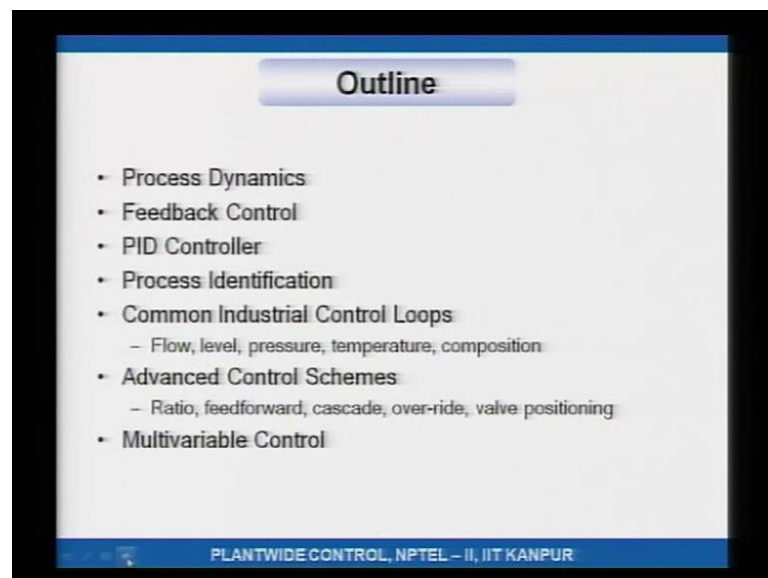 Outline
• Process Dynamics
• Feedback Control
• PID Controller
• Process Identification
• Common Industrial Control Loops
– Flow, level, pressure, temperature, composition
• Advanced Control Schemes
– Ratio, feedforward, cascade, over-ride, valve positioning
• Multivariable Control
PLANTWIDE CONTROL, NPTEL – II, IIT KANPUR